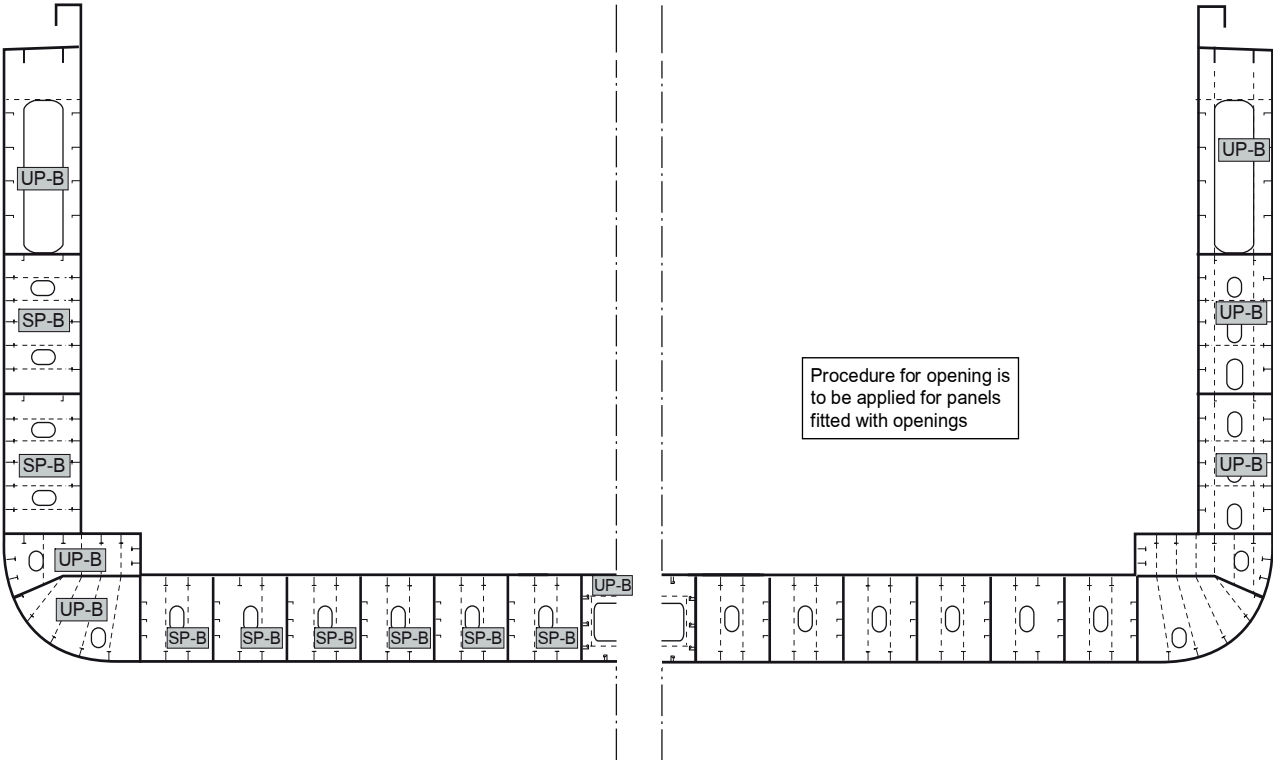 UP-B
SP-B
SP-B
UP-B
UP-B
SP-B
SP-B
SP-B
SP-B
SP-B
SP-B
UP-B
Procedure for opening is
to be applied for panels
fitted with openings
UP-B
UP-B
UP-B